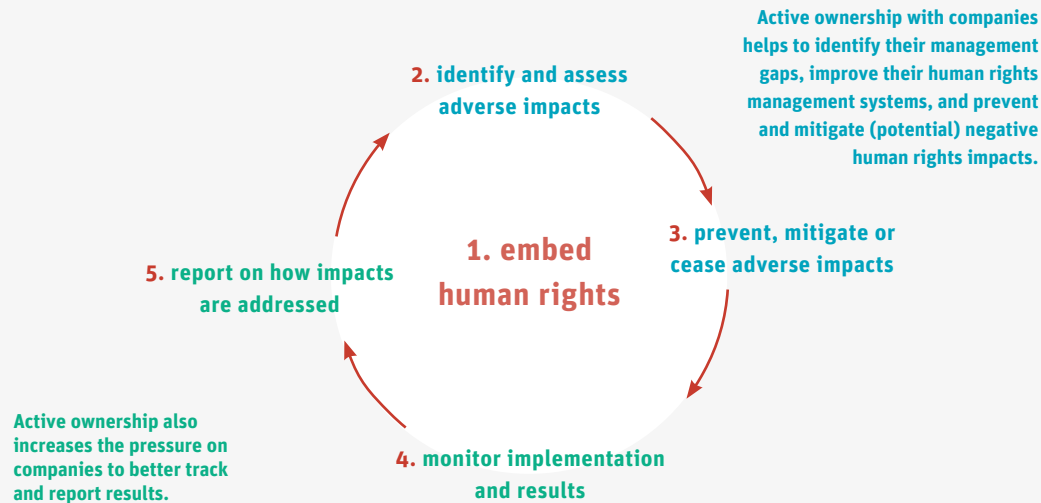 Active ownership with companies
helps to identify their management
gaps, improve their human rights
management systems, and prevent
and mitigate (potential) negative
human rights impacts.
1. embed
human rights
2. identify and assess
adverse impacts
3. prevent, mitigate or
cease adverse impacts
4. monitor implementation
and results
5. report on how impacts
are addressed
Active ownership also
increases the pressure on
companies to better track
and report results.